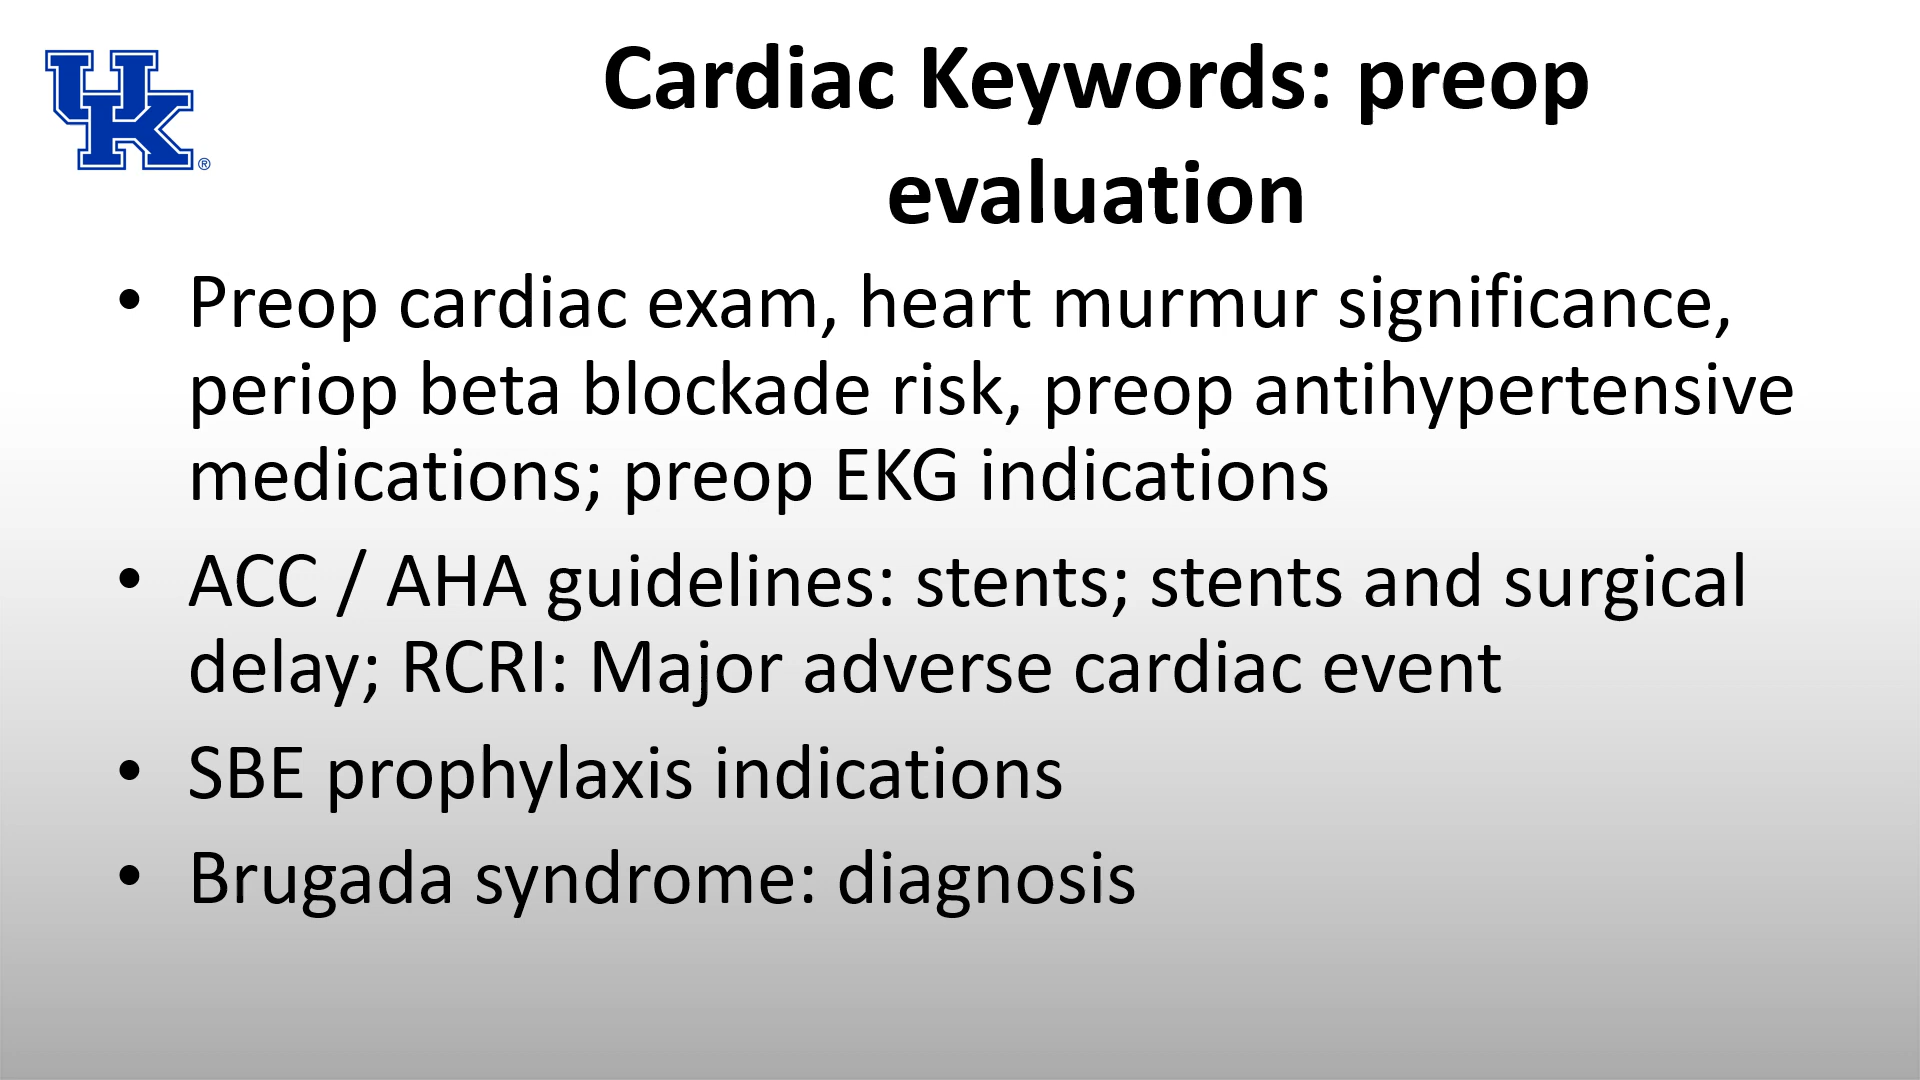 UK®
Cardiac Keywords: preop
evaluation
• Preop cardiac exam, heart murmur significance,
periop beta blockade risk, preop antihypertensive
medications; preop EKG indications
• ACC / AHA guidelines: stents; stents and surgical
delay; RCRI: Major adverse cardiac event
• SBE prophylaxis indications
• Brugada syndrome: diagnosis